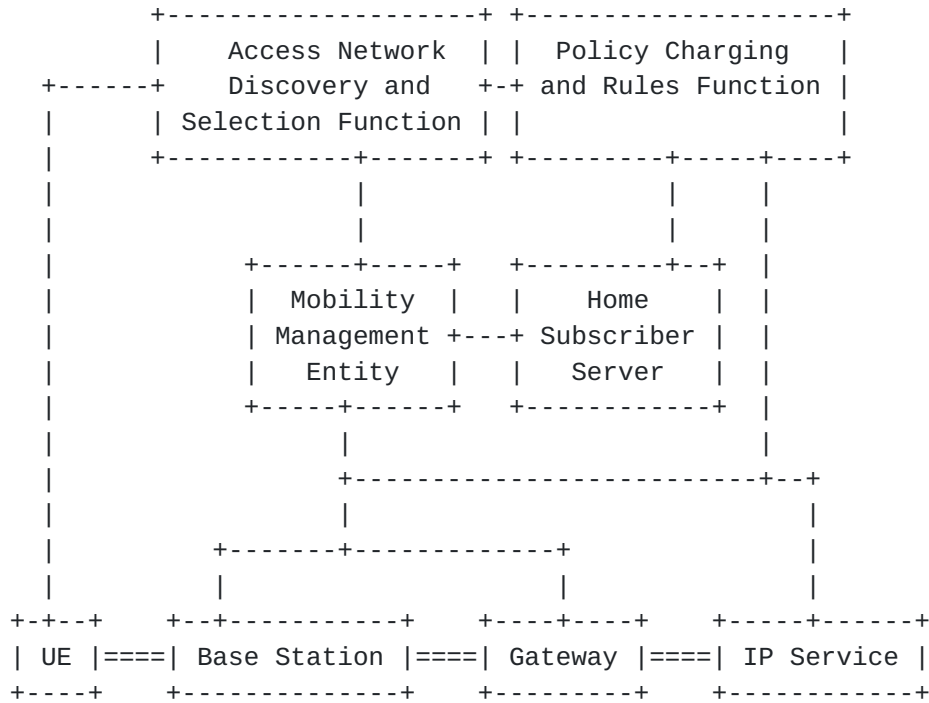 Access Network
Discovery and
Selection Function
Policy Charging
and Rules Function
Mobility
Management
Entity
Home
Subscriber
Server
UE
Base Station
Gateway
IP Service